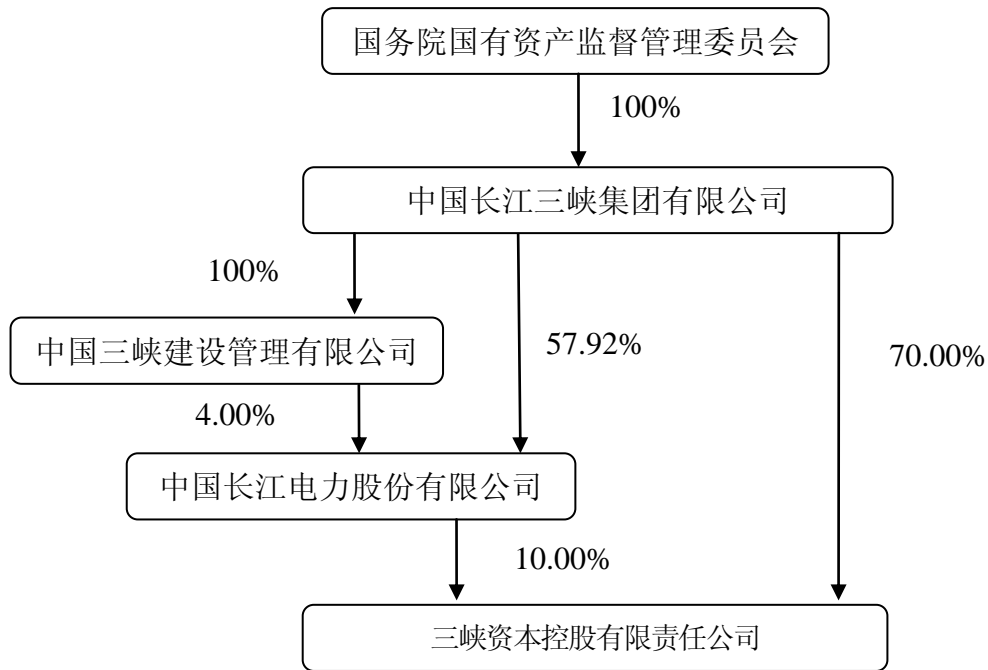 国务院国有资产监督管理委员会
100%
中国长江三峡集团有限公司
100%
57.92%
70.00%
中国三峡建设管理有限公司
4.00%
中国长江电力股份有限公司
10.00%
三峡资本控股有限责任公司